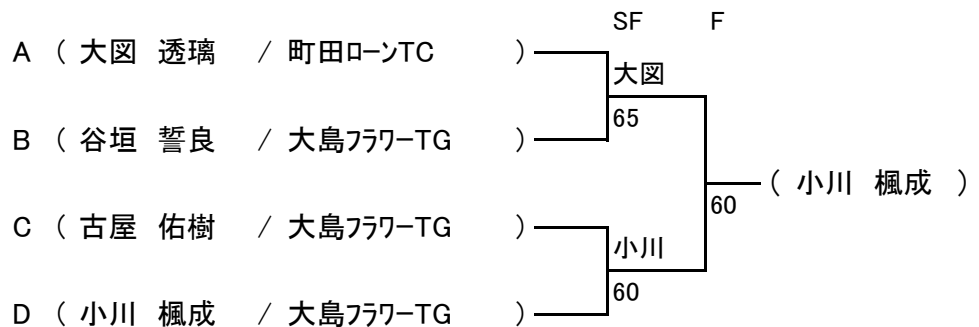 SF F
A ( 大図 透璃 / 町田ローンTC )
大図
65
B ( 谷垣 誓良 / 大島フラワーTG )
( 小川 楓成 )
60
C ( 古屋 佑樹 / 大島フラワーTG )
小川
60
D ( 小川 楓成 / 大島フラワーTG )